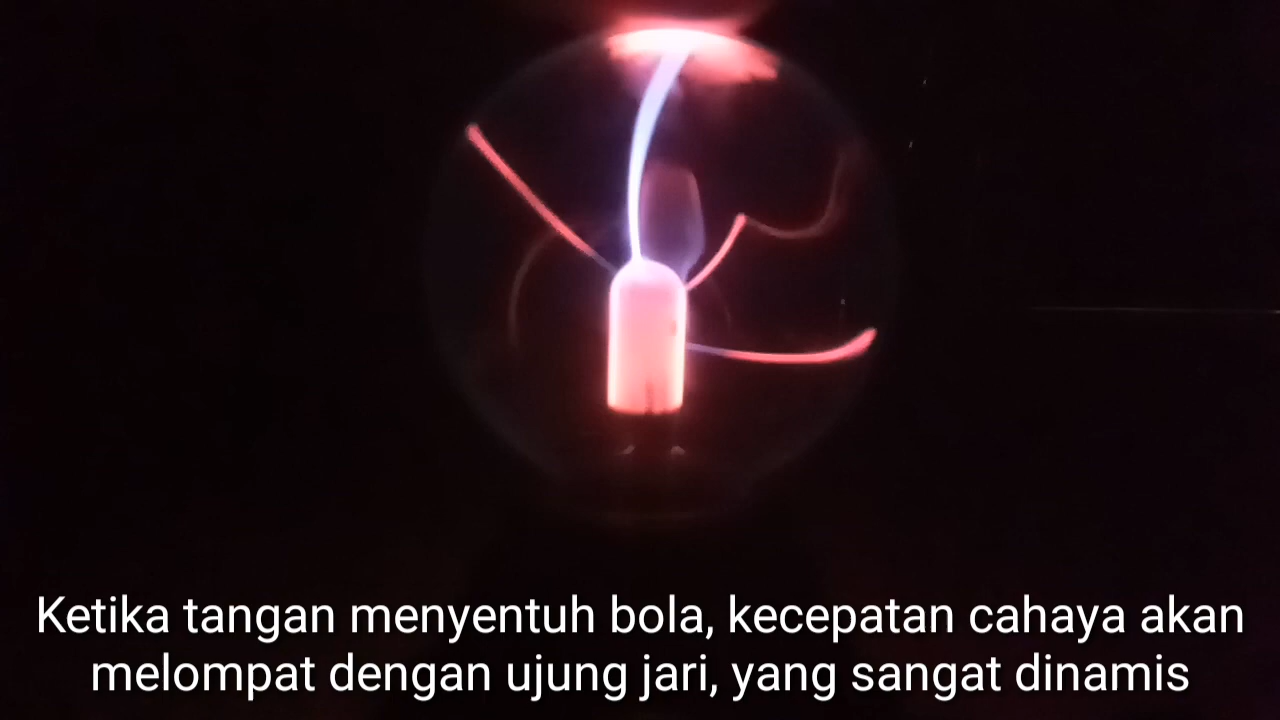 Ketika tangan menyentuh bola, kecepatan cahaya akan
melompat dengan ujung jari, yang sangat dinamis